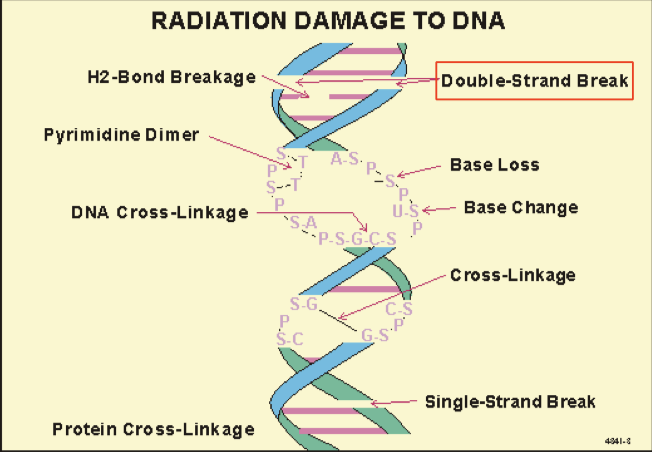 RADIATION DAMAGE TO DNA
H2-Bond Breakage
Double-Strand Break
Pyrimidine Dimer
S T A-S
P P
S T S
Base Loss
P P
DNA Cross-Linkage
S-A U-S
Base Change
P-S-G-C-S P
Cross-Linkage
S-G C-S
P P
S-C G-S
Single-Strand Break
Protein Cross-Linkage
4841-8